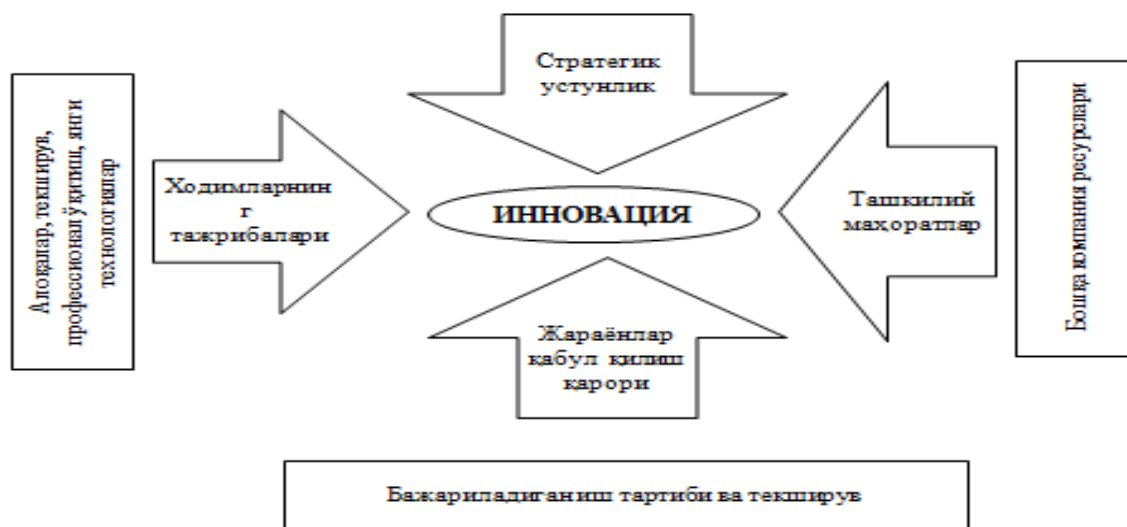 Стратегик
устунлик
Алоқалар, текширув,
профессионал ўқитиш, янги
технологиялар
Ходимларнин
г
тажрибалари
ИННОВАЦИЯ
Ташкилий
маҳоратлар
Бошқа компания ресурслари
Жараёнлар
қабул қилиш
қарори
Бажариладиган иш тартиби ва текширув